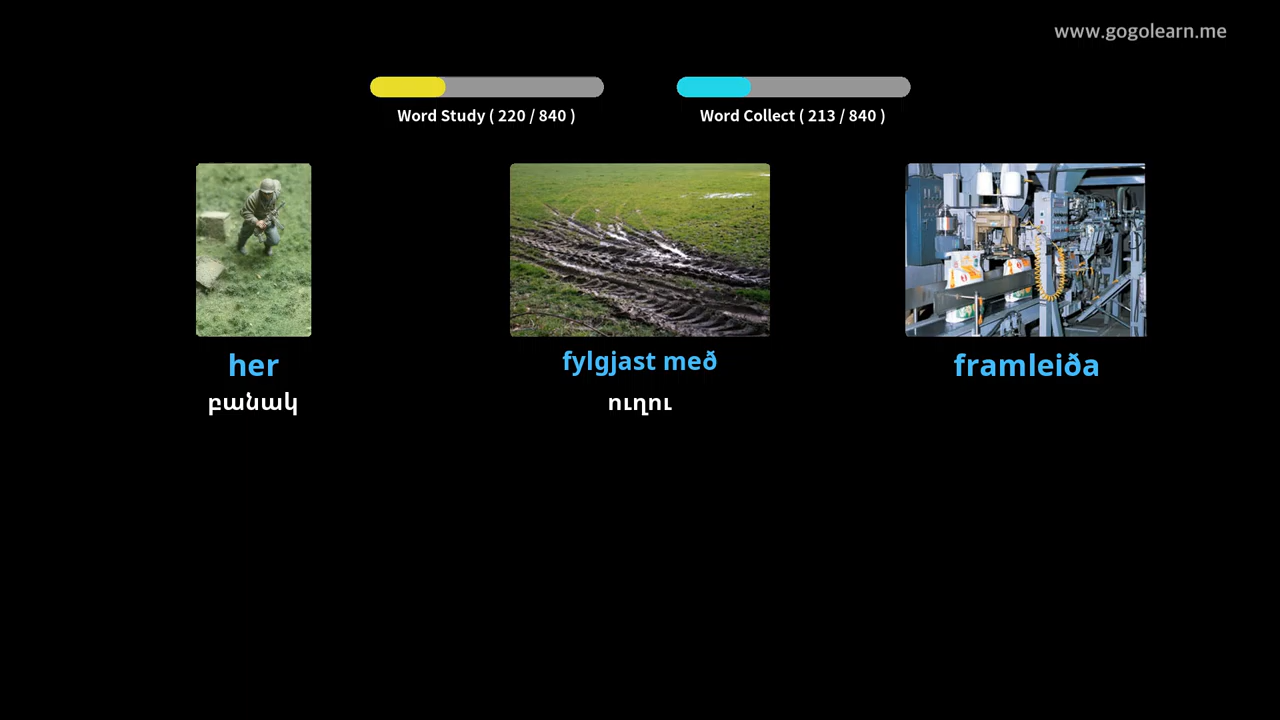 www.gogolearn.me
Word Study ( 220 / 840 )
Word Collect ( 213 / 840 )
her
fylgjast með
framleiða
բանակ
ուղու